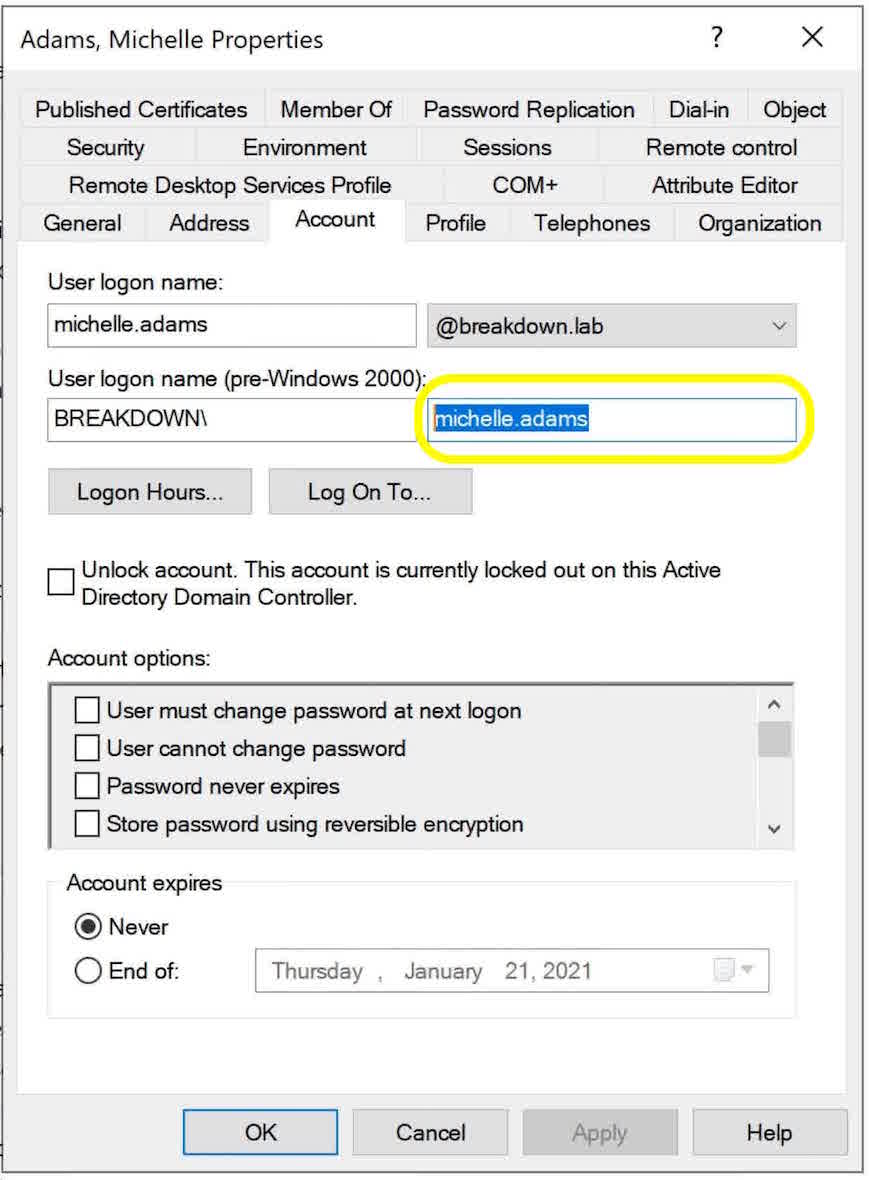 Adams, Michelle Properties ? ×
Published Certificates Member Of Password Replication Dial-in Object
Security Environment Sessions Remote control
Remote Desktop Services Profile COM+ Attribute Editor
General Address Account Profile Telephones Organization
User logon name:
michelle.adams @breakdown.lab
User logon name (pre-Windows 2000):
BREAKDOWN\ michelle.adams
Logon Hours... Log On To...
Unlock account. This account is currently locked out on this Active
Directory Domain Controller.
Account options:
User must change password at next logon
User cannot change password
Password never expires
Store password using reversible encryption
Account expires
Never
End of: Thursday , January 21, 2021
OK Cancel Apply Help